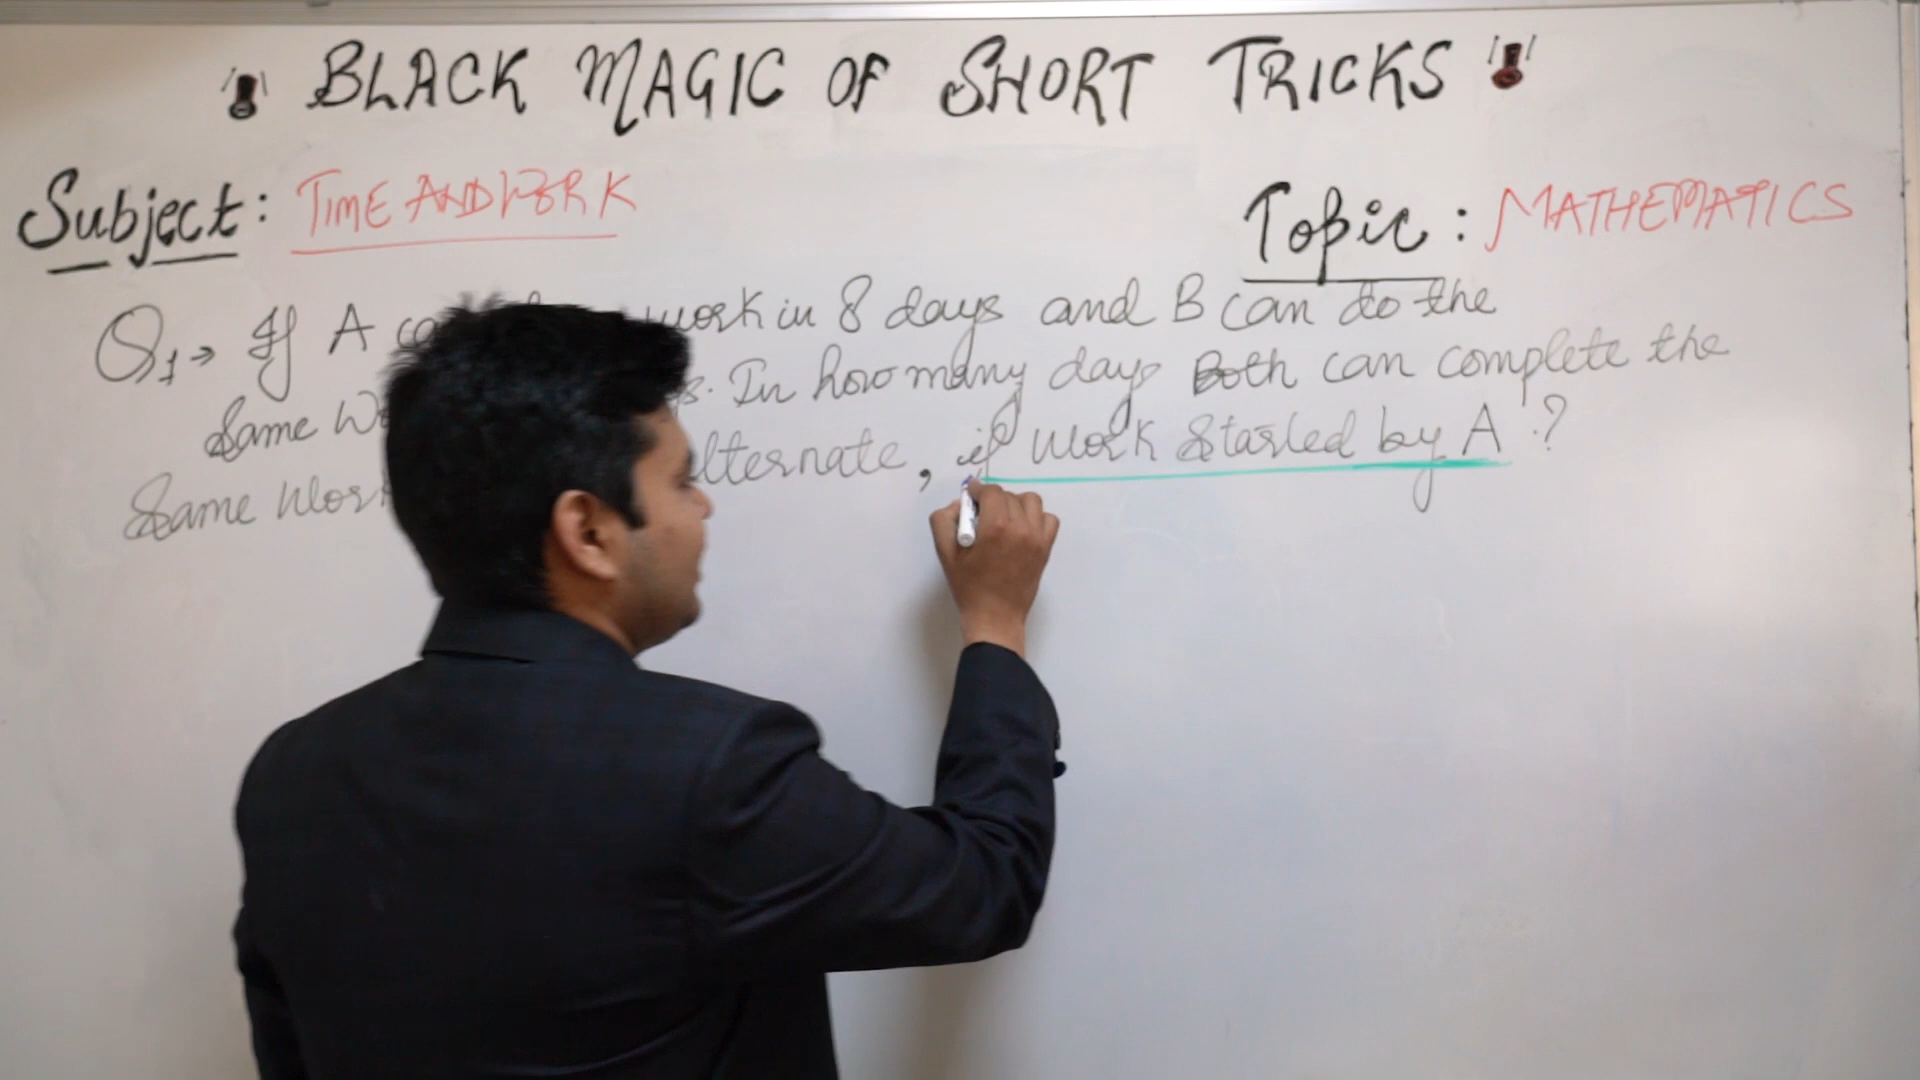 BLACK MAGIC OF SHORT TRICKS
Subject: TIME AND WORK
Topic: MATHEMATICS
Q1→ If A work in 8 days and B can do the
Same In how many days Both can complete the
Same Work alternate, if work started by A ?